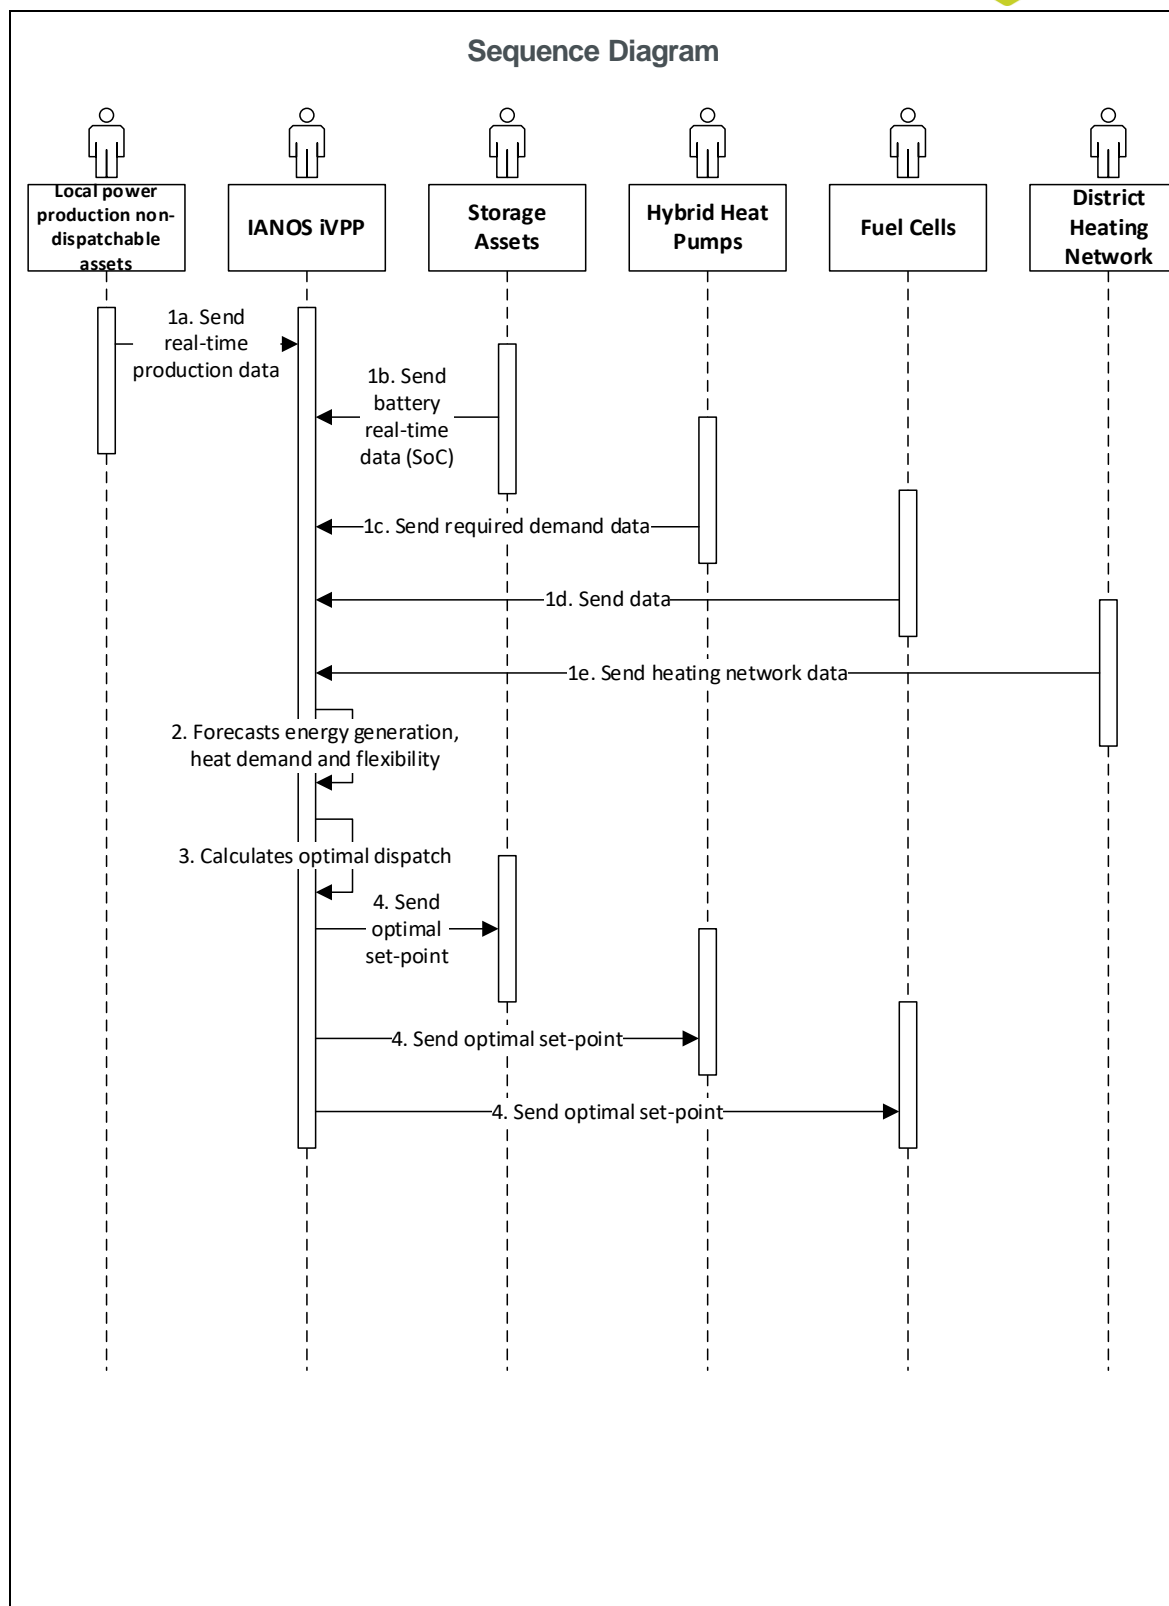 Sequence Diagram
Local power
production non-
dispatchable
assets
IANOS iVPP
Storage
Assets
Hybrid Heat
Pumps
Fuel Cells
District
Heating
Network
1a. Send
real-time
production data
1b. Send
battery
real-time
data (SoC)
1c. Send required demand data
1d. Send data
1e. Send heating network data
2. Forecasts energy generation,
heat demand and flexibility
3. Calculates optimal dispatch
4. Send
optimal
set-point
4. Send optimal set-point
4. Send optimal set-point